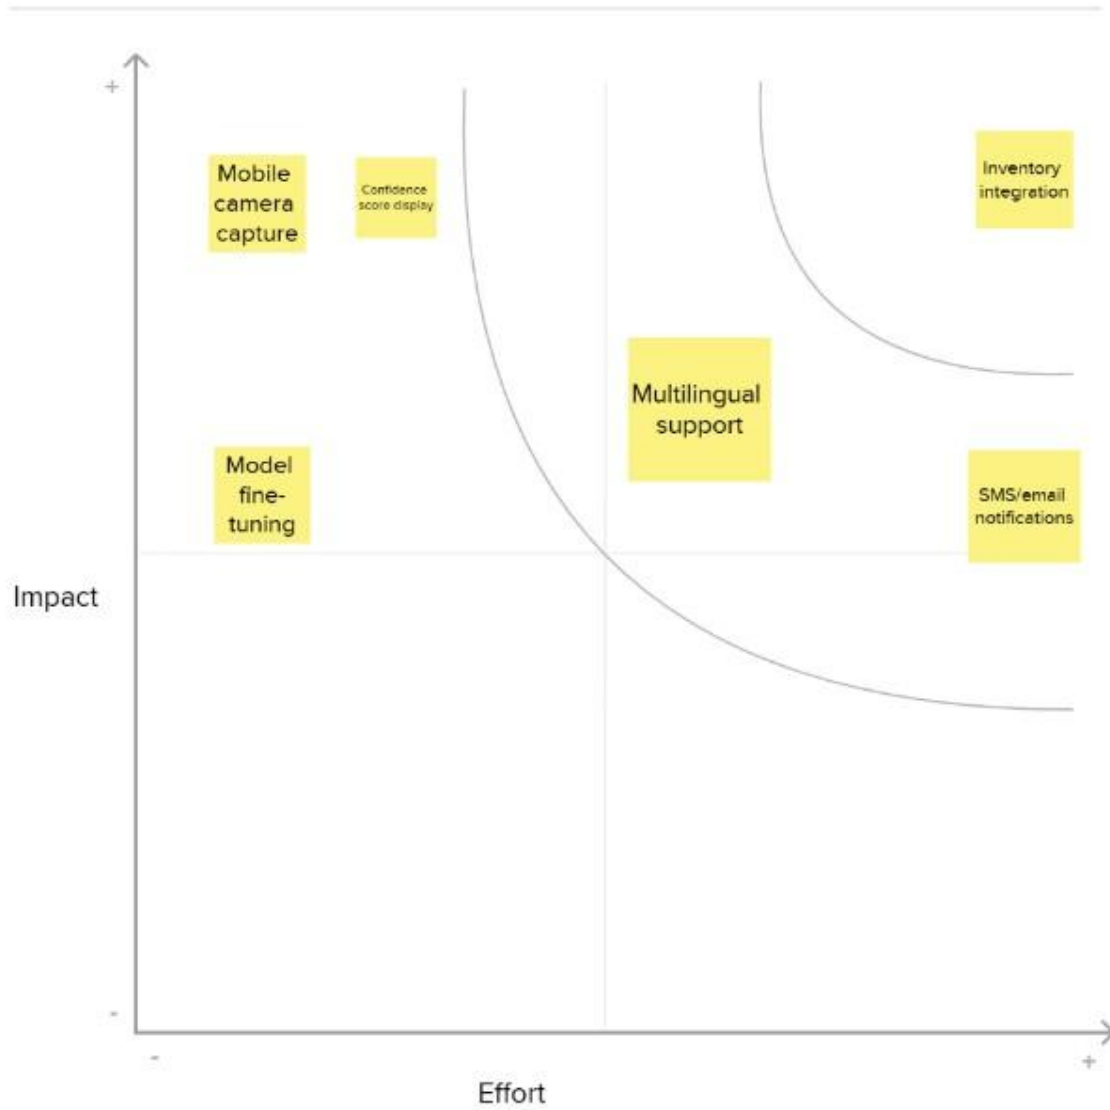 +
Mobile
camera
capture
Confidence
score display
Inventory
integration
Multilingual
support
Model
fine-
tuning
SMS/email
notifications
Impact
-
-
+
Effort